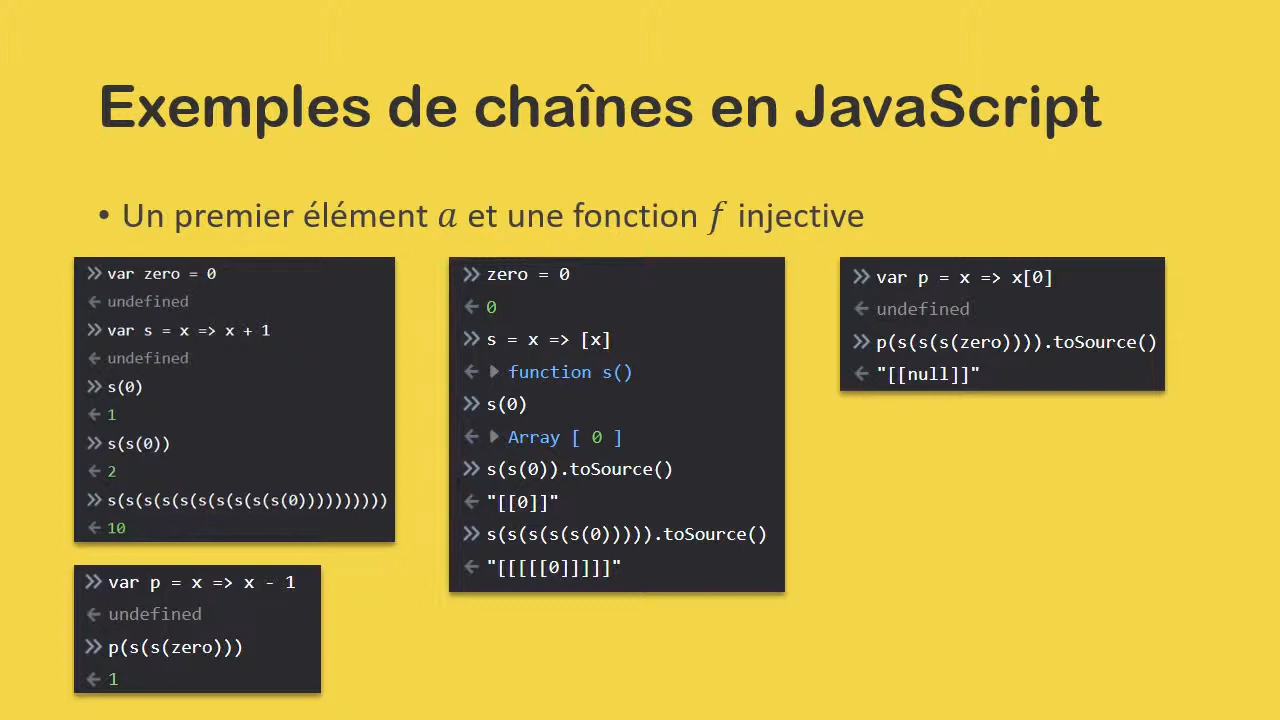 Exemples de chaînes en JavaScript
• Un premier élément a et une fonction f injective
» var zero = 0
← undefined
» var s = x => x + 1
← undefined
» s(0)
← 1
» s(s(0))
← 2
» s(s(s(s(s(s(s(s(s(s(0))))))))))
← 10
» var p = x => x - 1
← undefined
» p(s(s(zero)))
← 1
» zero = 0
← 0
» s = x => [x]
← ▶ function s()
» s(0)
← ▶ Array [ 0 ]
» s(s(0)).toSource()
← "[[0]]"
» s(s(s(s(s(0))))).toSource()
← "[[[[[0]]]]]"
» var p = x => x[0]
← undefined
» p(s(s(s(zero)))).toSource()
← "[[null]]"